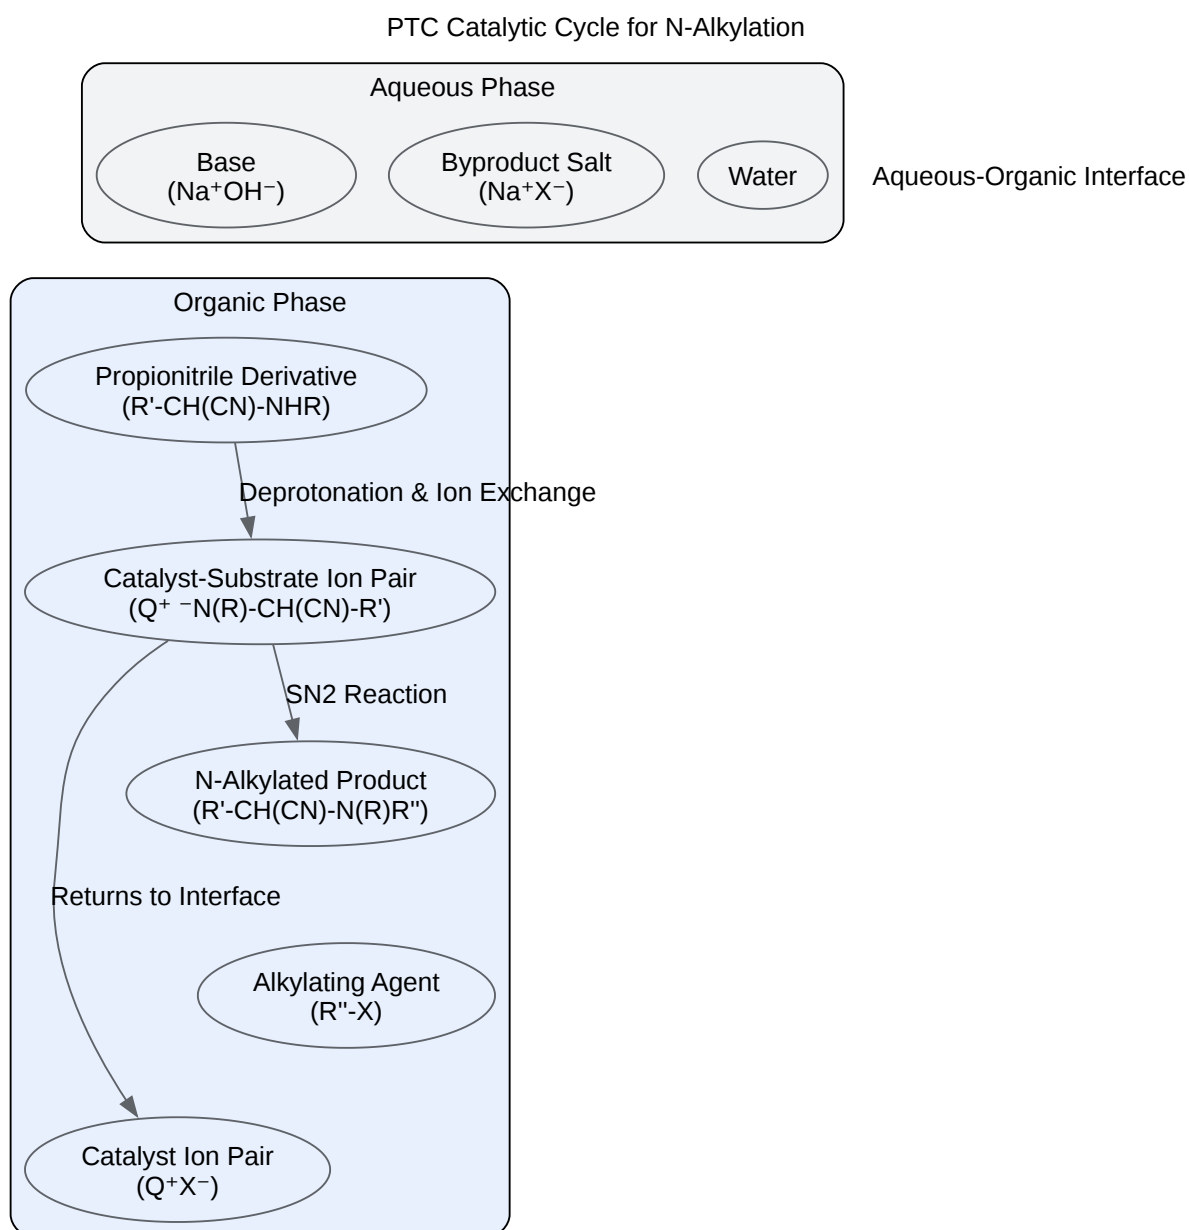 PTC Catalytic Cycle for N-Alkylation
Aqueous Phase
Base
(Na⁺OH⁻)
Byproduct Salt
(Na⁺X⁻)
Water
Aqueous-Organic Interface
Organic Phase
Propionitrile Derivative
(R'-CH(CN)-NHR)
Deprotonation & Ion Exchange
Catalyst-Substrate Ion Pair
(Q⁺ ⁻N(R)-CH(CN)-R')
SN2 Reaction
N-Alkylated Product
(R'-CH(CN)-N(R)R'')
Returns to Interface
Alkylating Agent
(R''-X)
Catalyst Ion Pair
(Q⁺X⁻)